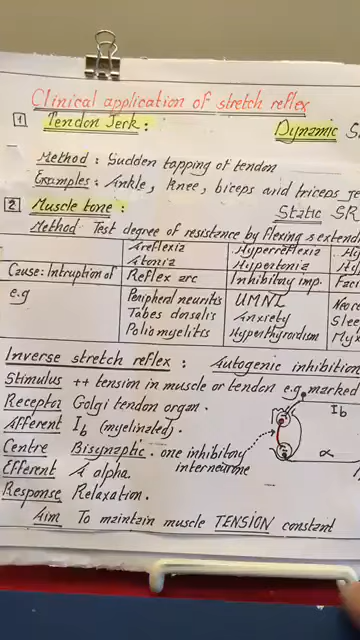 Clinical application of stretch reflex
1 Tendon Jerk: Dynamic
Method: Sudden tapping of tendon
Examples: Ankle, Knee, biceps and triceps
2 Muscle tone: Static SR
Method: Test degree of resistance by flexing & extend
Areflexia Hyperreflexia
Atonia Hypertonia
Cause: Intruption of Reflex arc Inhibitory imp.
e.g Peripheral neuritis UMNL
Tabes dorsalis Anxiety
Poliomyelitis Hyperthyrodism
Inverse stretch reflex: Autogenic inhibition
Stimulus ++ tension in muscle or tendon e.g marked
Receptor Golgi tendon organ. Ib
Afferent Ib (myelinated).
Centre Bisynaptic. one inhibitory
interneurone
Efferent A alpha. α
Response Relaxation.
Aim To maintain muscle TENSION constant